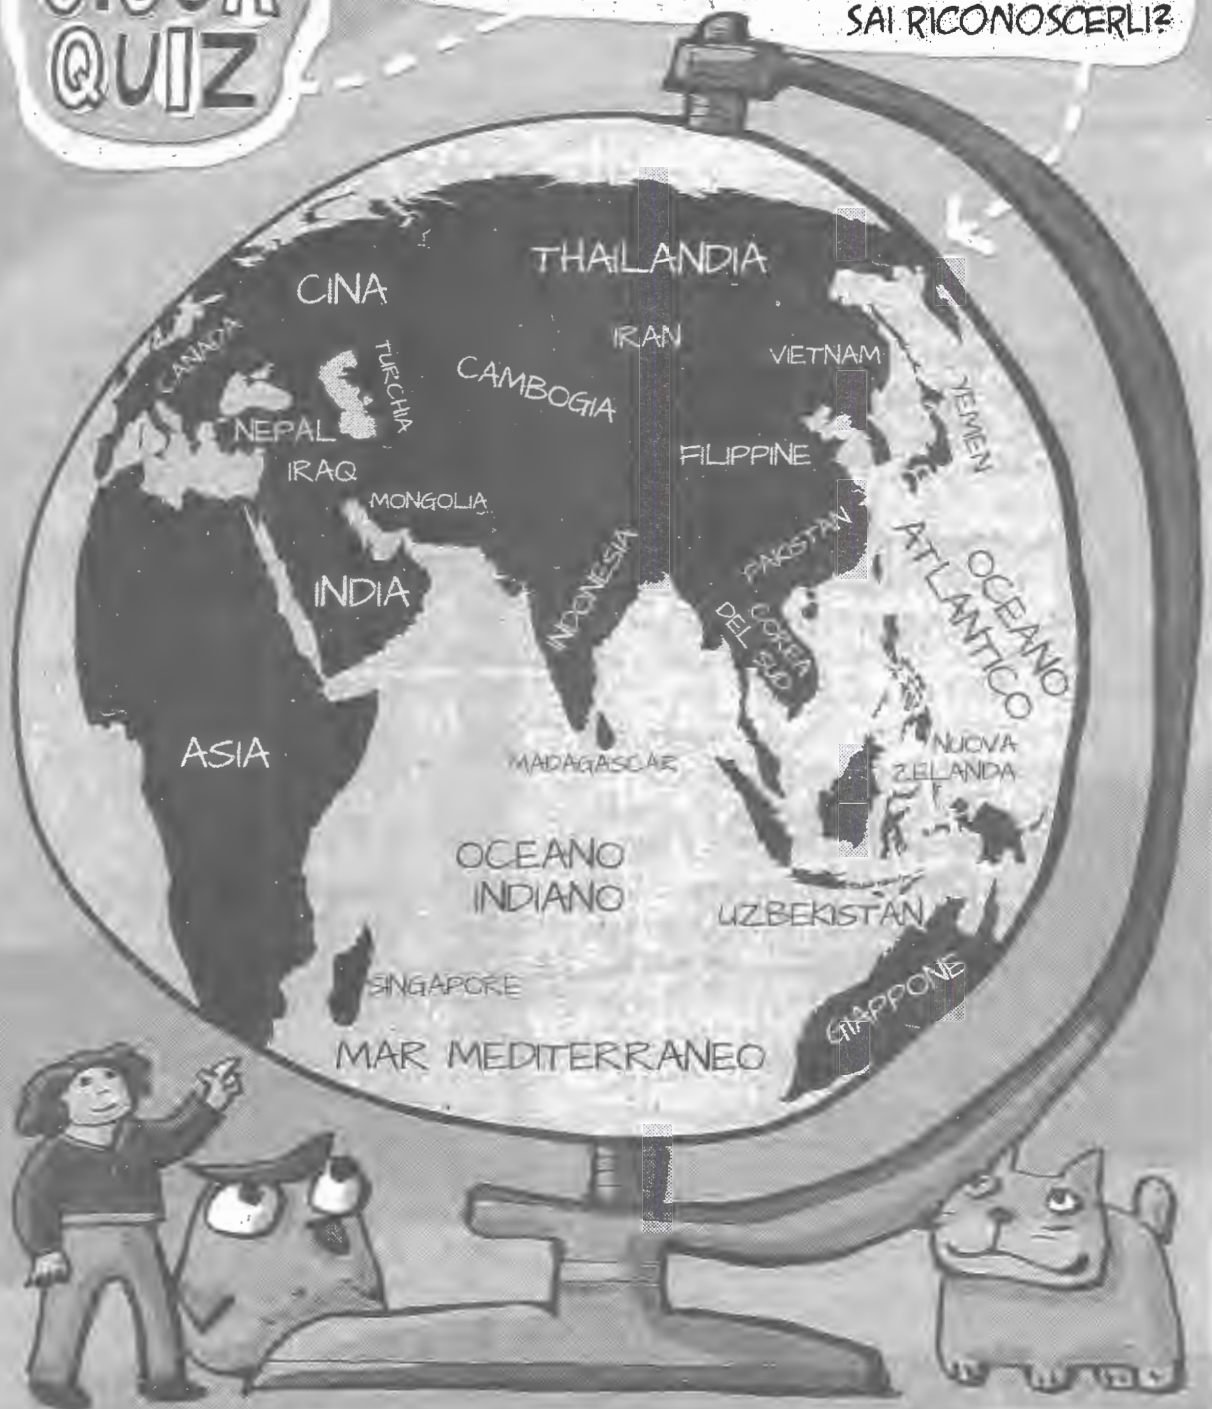 QUIZ
SAI RICONOSCERLI?
THAILANDIA
CINA
CANADA
TURCHIA
IRAN
VIETNAM
CAMBOGIA
YEMEN
NEPAL
IRAQ
FILIPPINE
MONGOLIA
PAKISTAN
OCEANO
ATLANTICO
INDIA
INDONESIA
COREA
DEL SUD
ASIA
MADAGASCAR
NUOVA
ZELANDA
OCEANO
INDIANO
UZBEKISTAN
SINGAPORE
GIAPPONE
MAR MEDITERRANEO